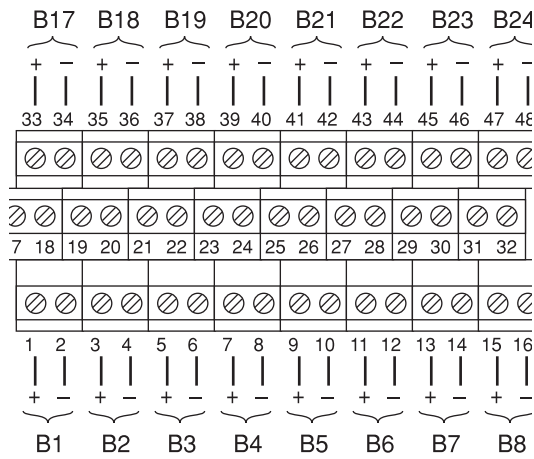 B17 B18 B19 B20 B21 B22 B23 B24
+ − + − + − + − + − + − + − + −
33 34 35 36 37 38 39 40 41 42 43 44 45 46 47 48
7 18 19 20 21 22 23 24 25 26 27 28 29 30 31 32
1 2 3 4 5 6 7 8 9 10 11 12 13 14 15 16
+ − + − + − + − + − + − + − + −
B1 B2 B3 B4 B5 B6 B7 B8